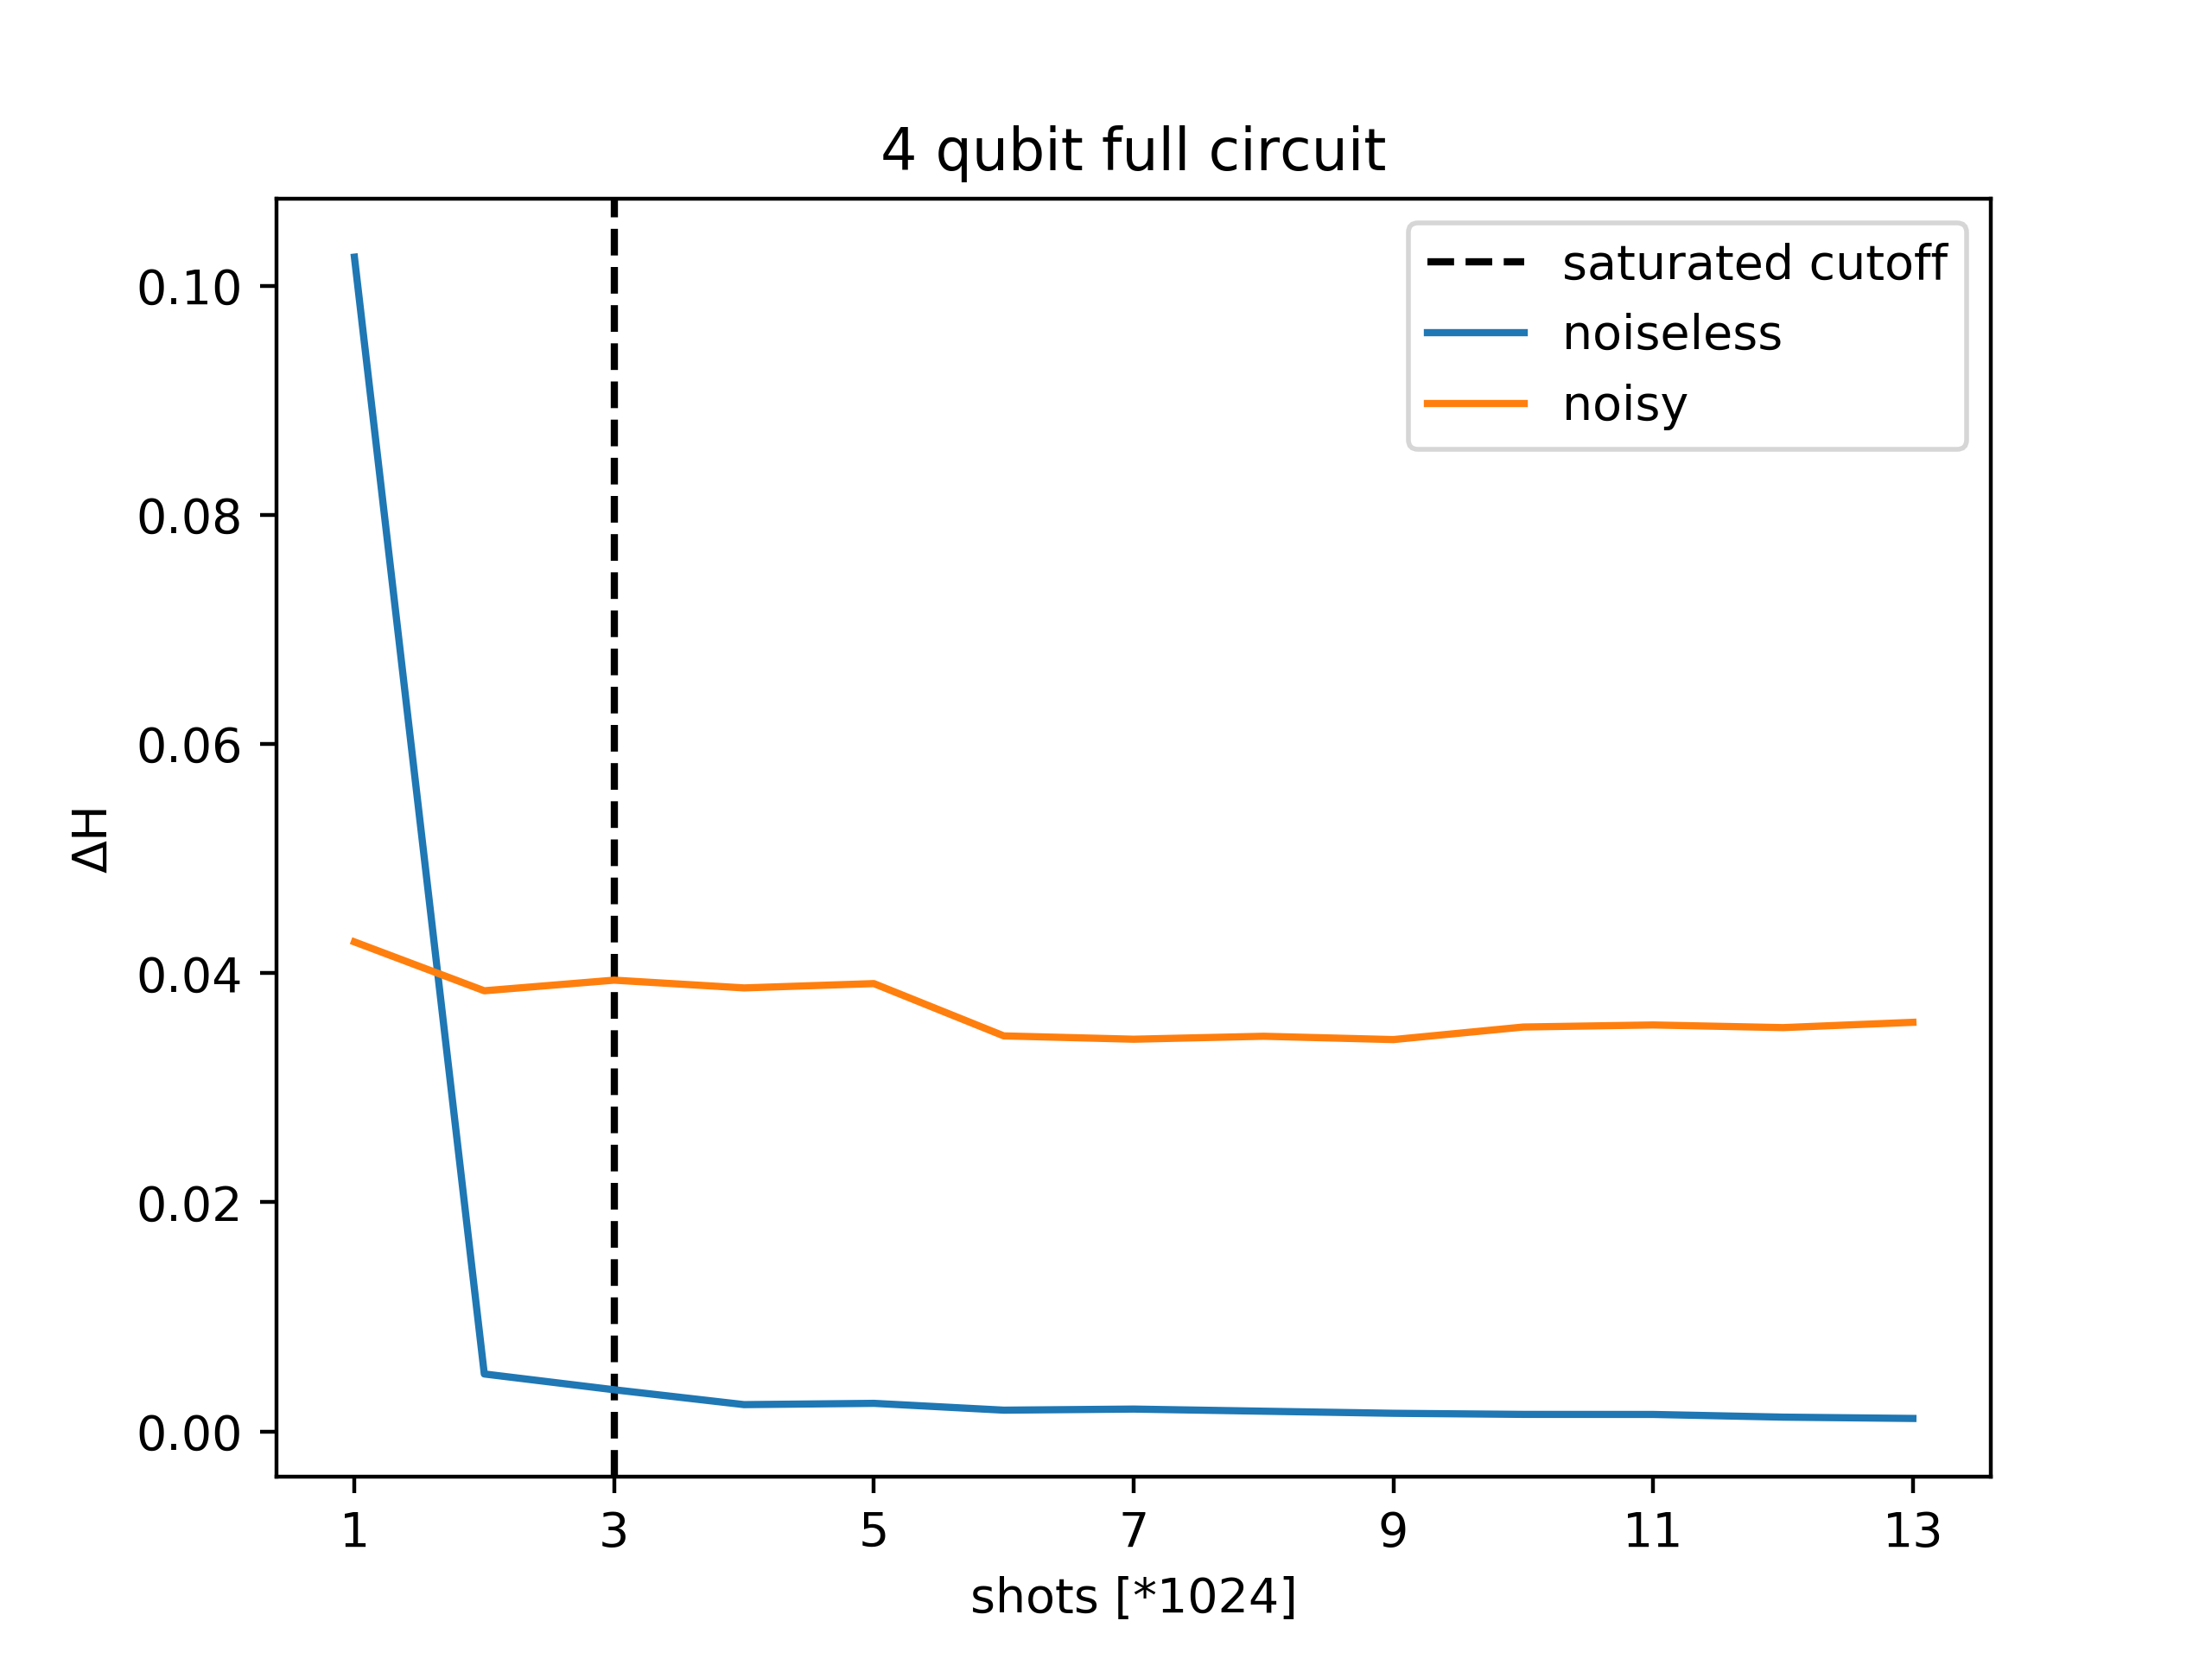 4 qubit full circuit
saturated cutoff
noiseless
noisy
0.10
0.08
0.06
0.04
0.02
0.00
ΔH
1 3 5 7 9 11 13
shots [*1024]